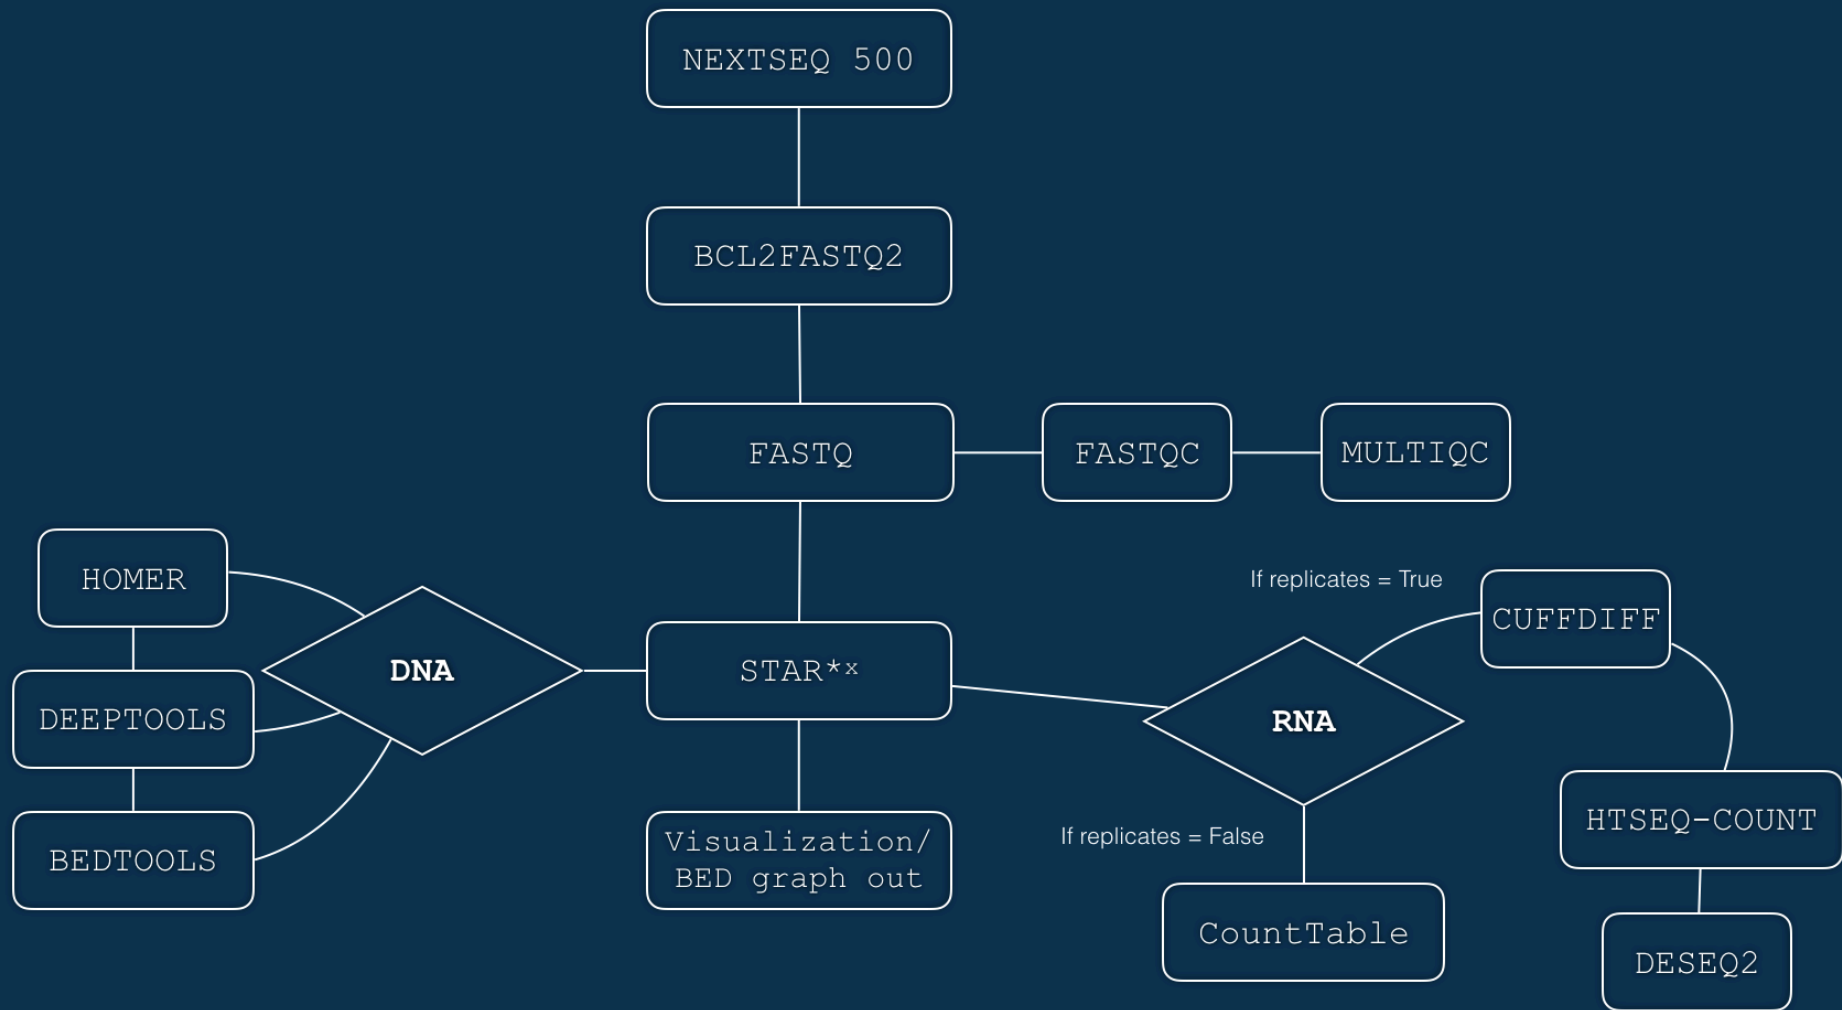 NEXTSEQ 500
BCL2FASTQ2
FASTQ
FASTQC
MULTIQC
HOMER
DEEPTOOLS
BEDTOOLS
DNA
STAR*x
Visualization/
BED graph out
RNA
If replicates = True
CUFFDIFF
HTSEQ-COUNT
DESEQ2
If replicates = False
CountTable